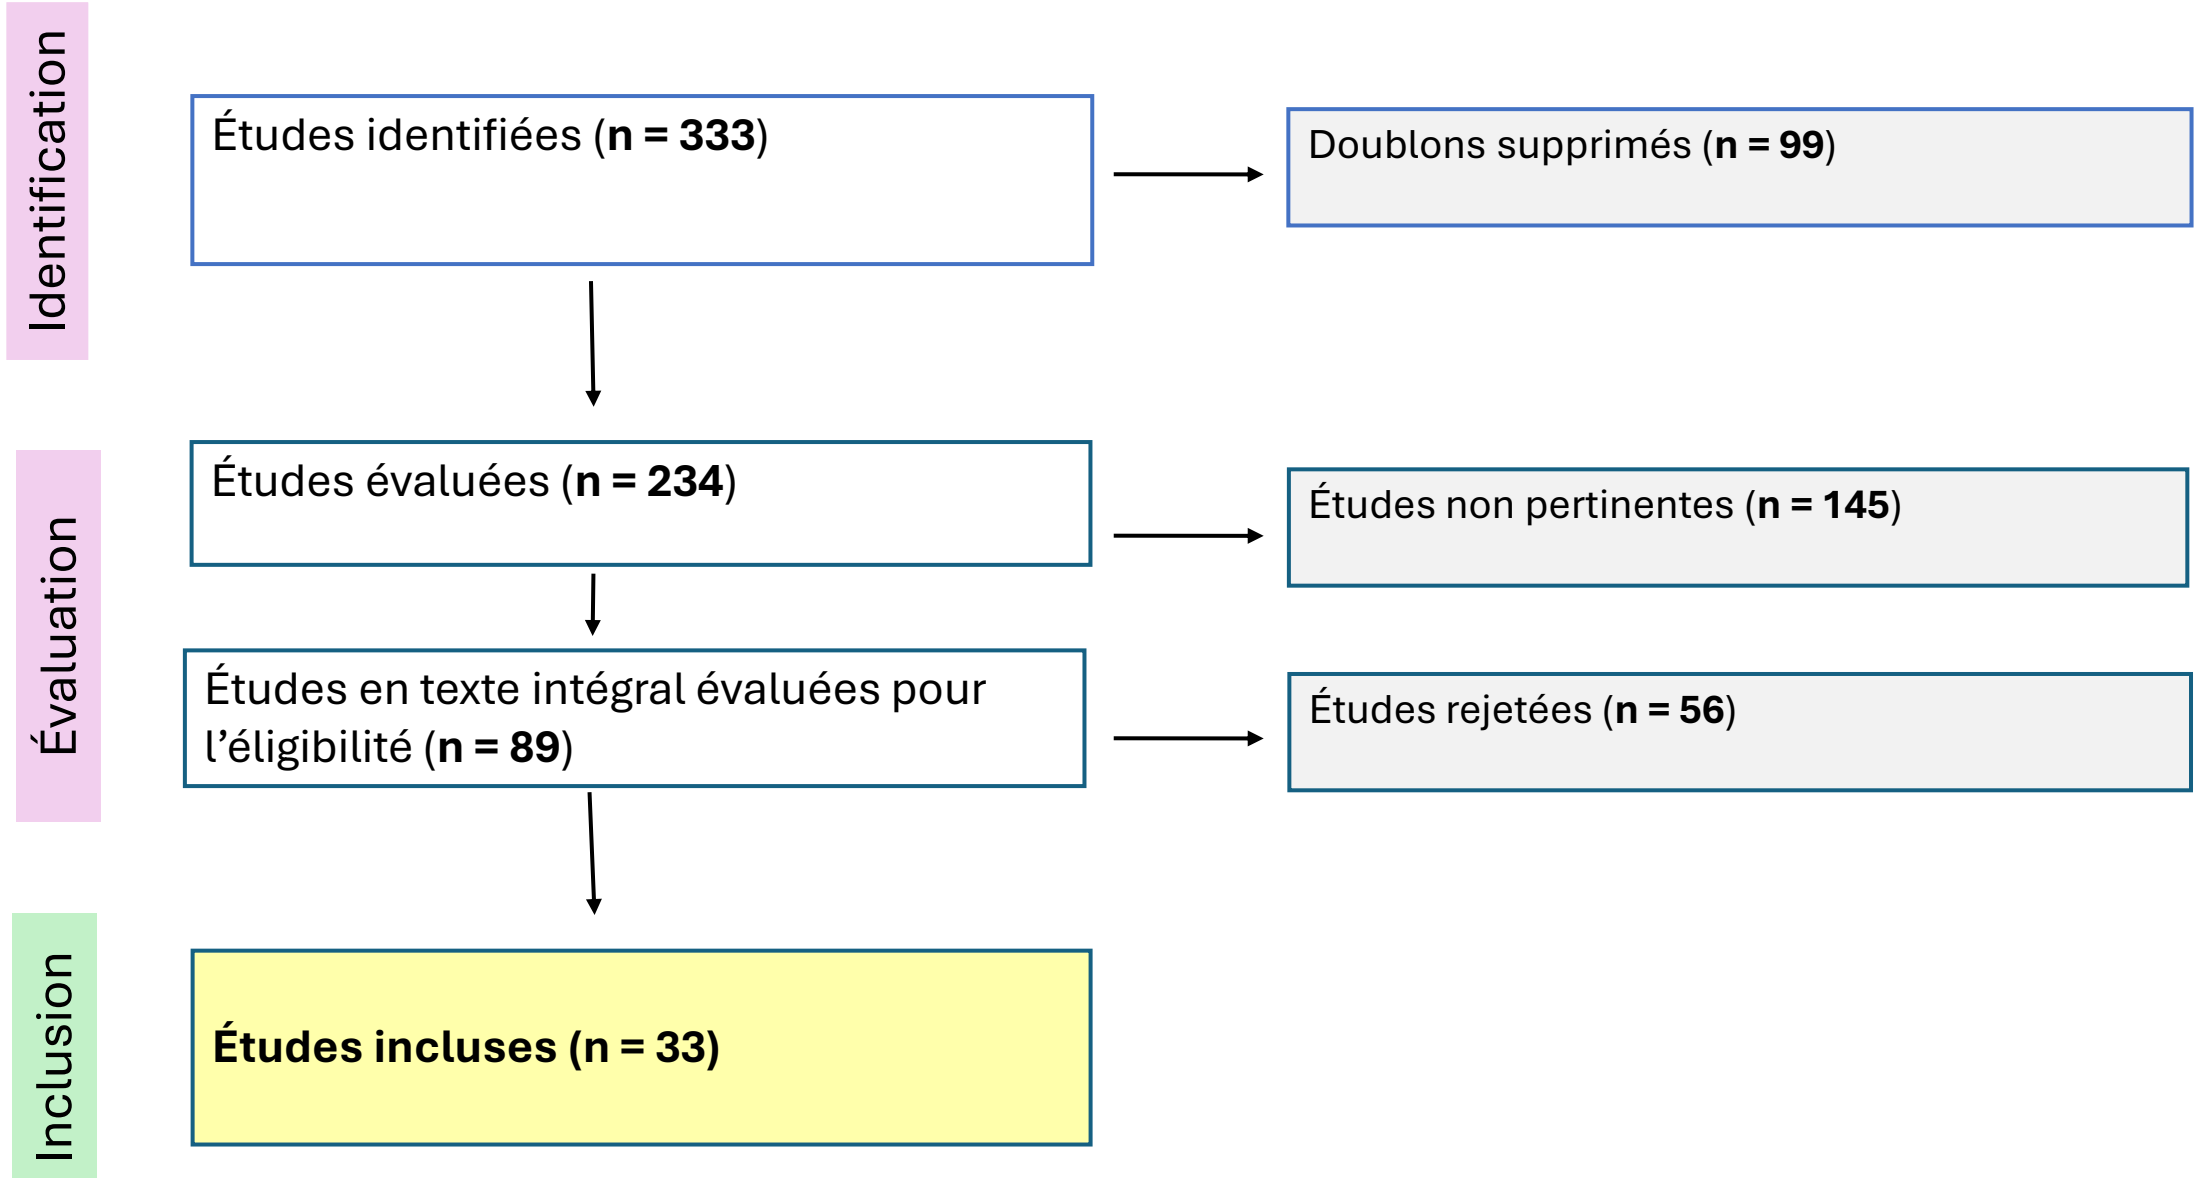 Identification
Études identifiées (n = 333)
Doublons supprimés (n = 99)
Évaluation
Études évaluées (n = 234)
Études non pertinentes (n = 145)
Études en texte intégral évaluées pour
l’éligibilité (n = 89)
Études rejetées (n = 56)
Inclusion
Études incluses (n = 33)